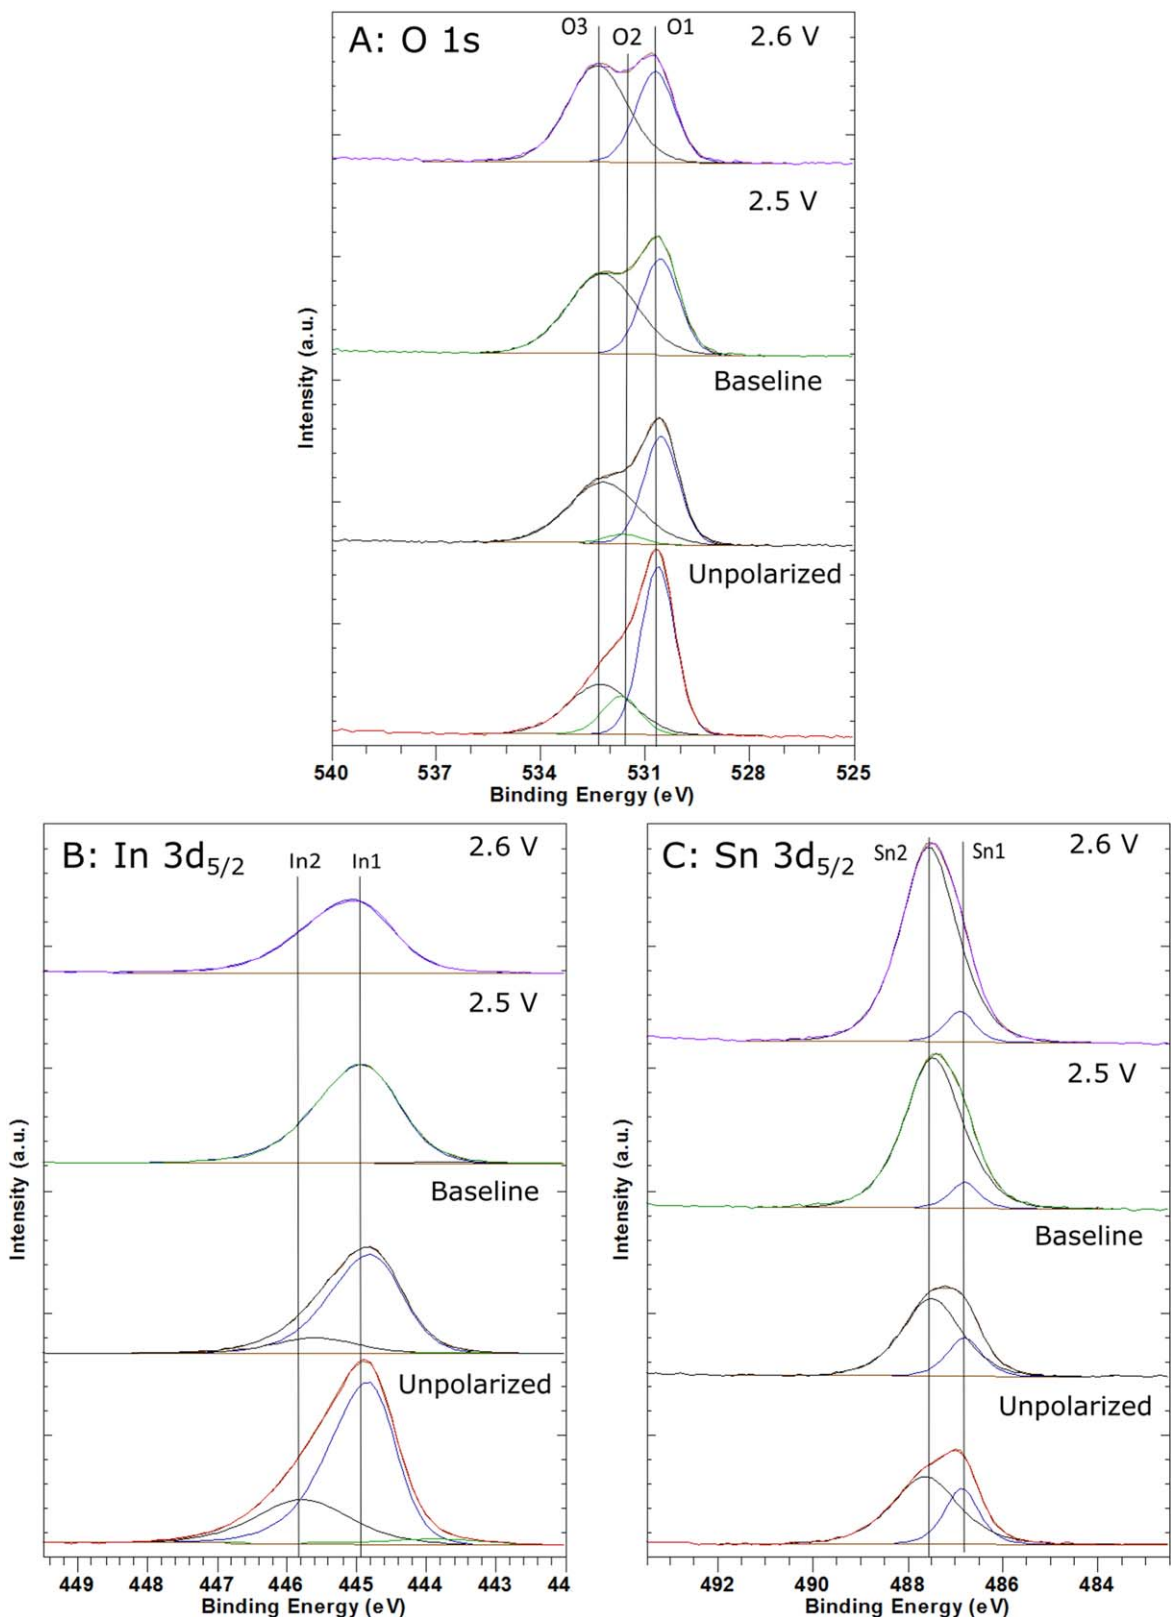 A: O 1s
O3
O2
O1
2.6 V
2.5 V
Baseline
Unpolarized
Intensity (a.u.)
540 537 534 531 528 525
Binding Energy (eV)
B: In 3d5/2
In2
In1
2.6 V
2.5 V
Baseline
Unpolarized
Intensity (a.u.)
449 448 447 446 445 444 443 44
Binding Energy (eV)
C: Sn 3d5/2
Sn2
Sn1
2.6 V
2.5 V
Baseline
Unpolarized
Intensity (a.u.)
492 490 488 486 484
Binding Energy (eV)